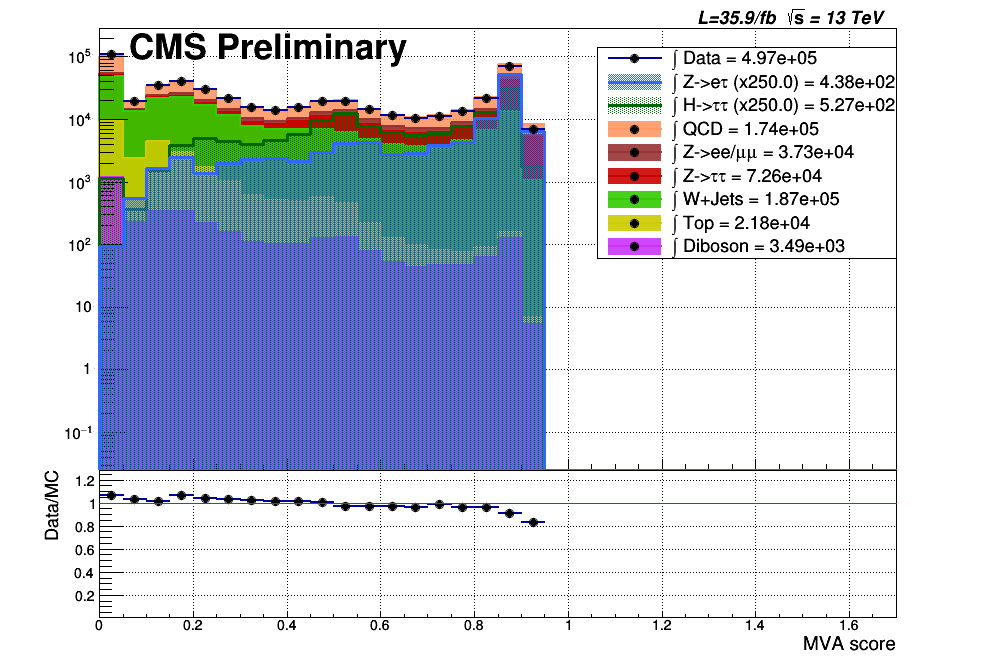 L=35.9/fb √s = 13 TeV
CMS Preliminary
∫ Data = 4.97e+05
∫ Z->eτ (x250.0) = 4.38e+02
∫ H->ττ (x250.0) = 5.27e+02
∫ QCD = 1.74e+05
∫ Z->ee/μμ = 3.73e+04
∫ Z->ττ = 7.26e+04
∫ W+Jets = 1.87e+05
∫ Top = 2.18e+04
∫ Diboson = 3.49e+03
10⁵
10⁴
10³
10²
10
1
10⁻¹
Data/MC
1.2
1
0.8
0.6
0.4
0.2
0 0.2 0.4 0.6 0.8 1 1.2 1.4 1.6
MVA score